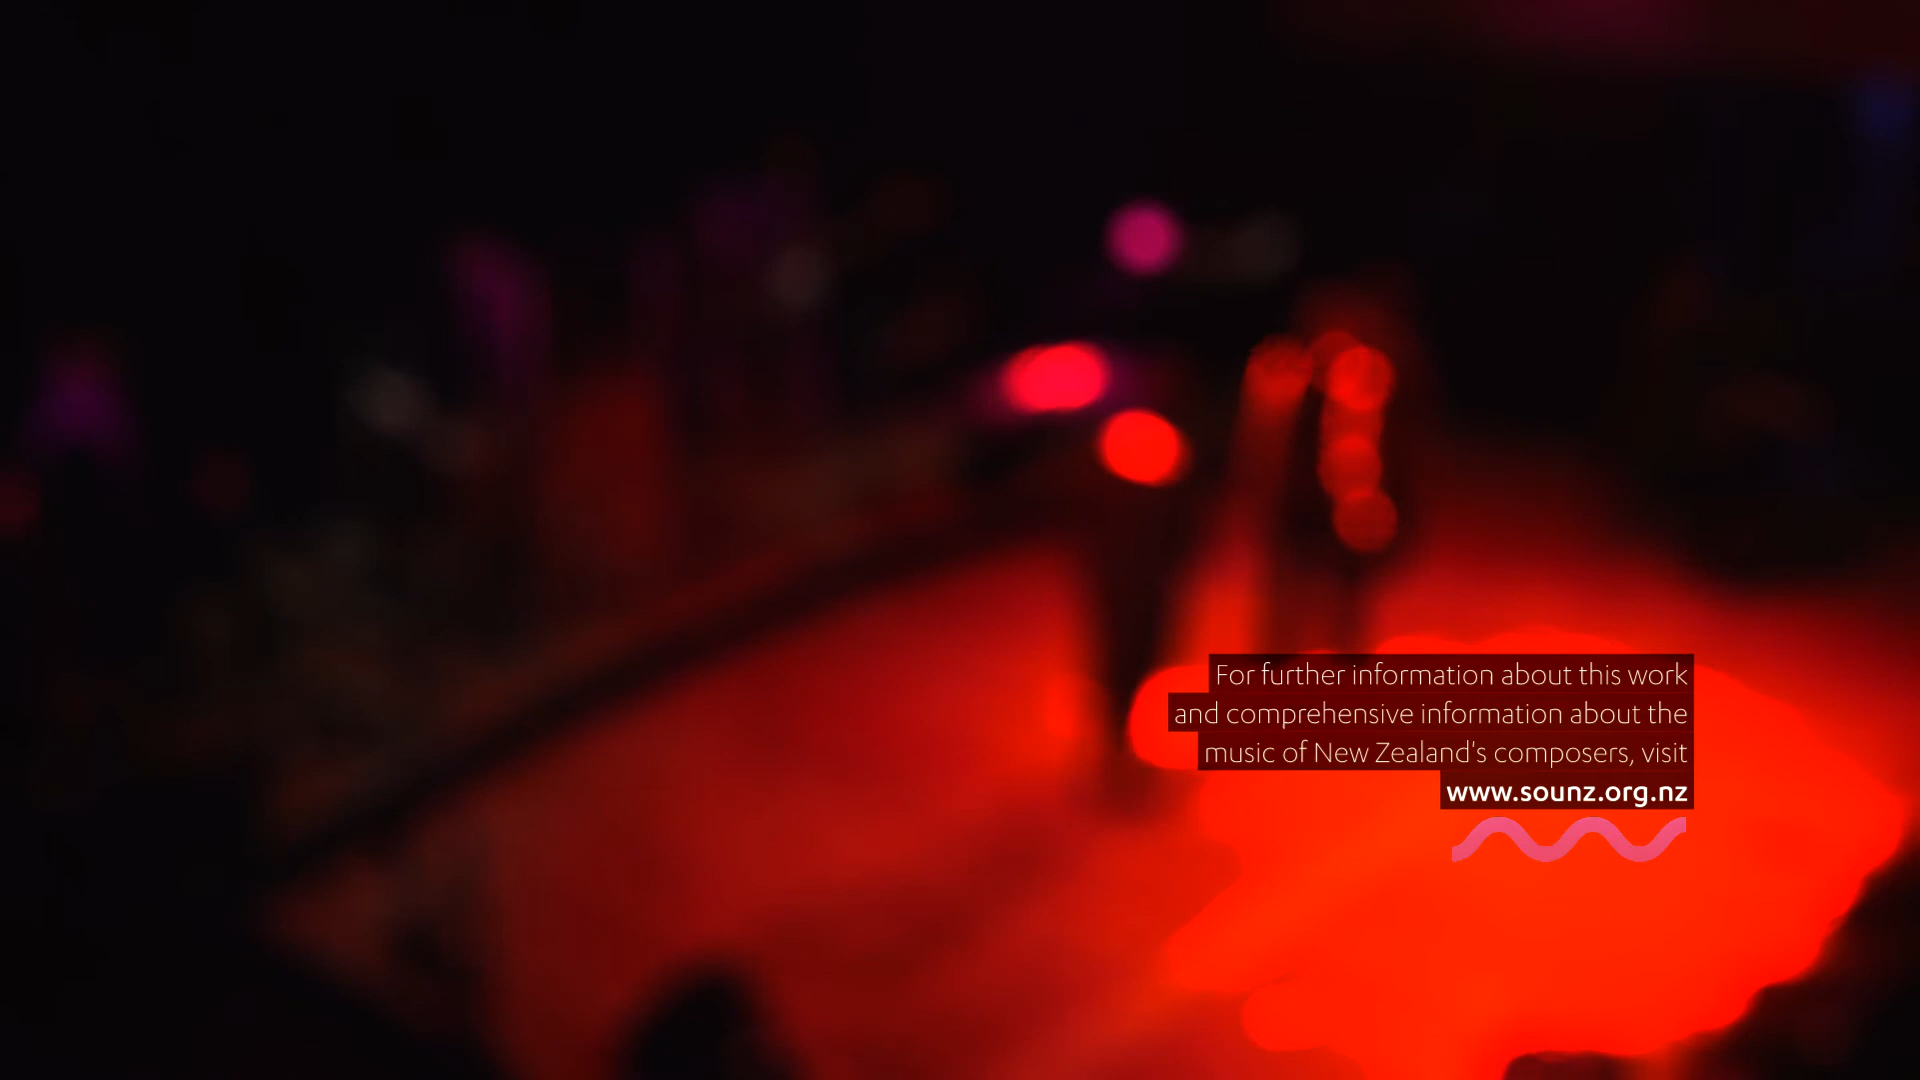 For further information about this work
and comprehensive information about the
music of New Zealand's composers, visit
www.sounz.org.nz